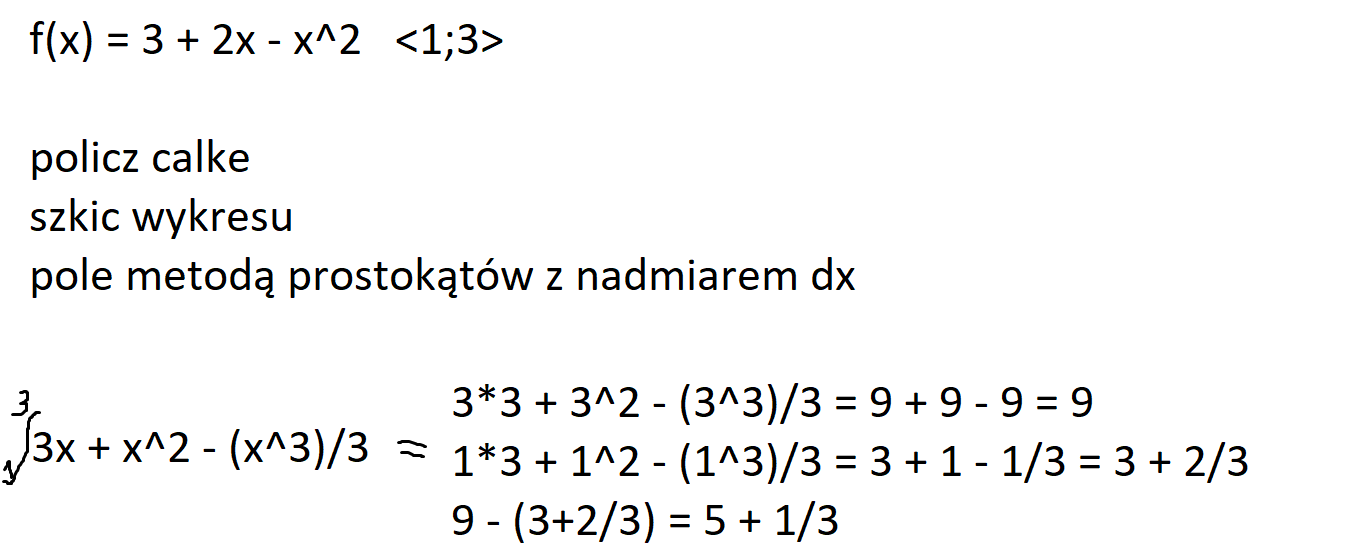 f(x) = 3 + 2x - x^2 <1;3>
policz calke
szkic wykresu
pole metodą prostokątów z nadmiarem dx
3
∫3x + x^2 - (x^3)/3 =
1
3*3 + 3^2 - (3^3)/3 = 9 + 9 - 9 = 9
1*3 + 1^2 - (1^3)/3 = 3 + 1 - 1/3 = 3 + 2/3
9 - (3+2/3) = 5 + 1/3